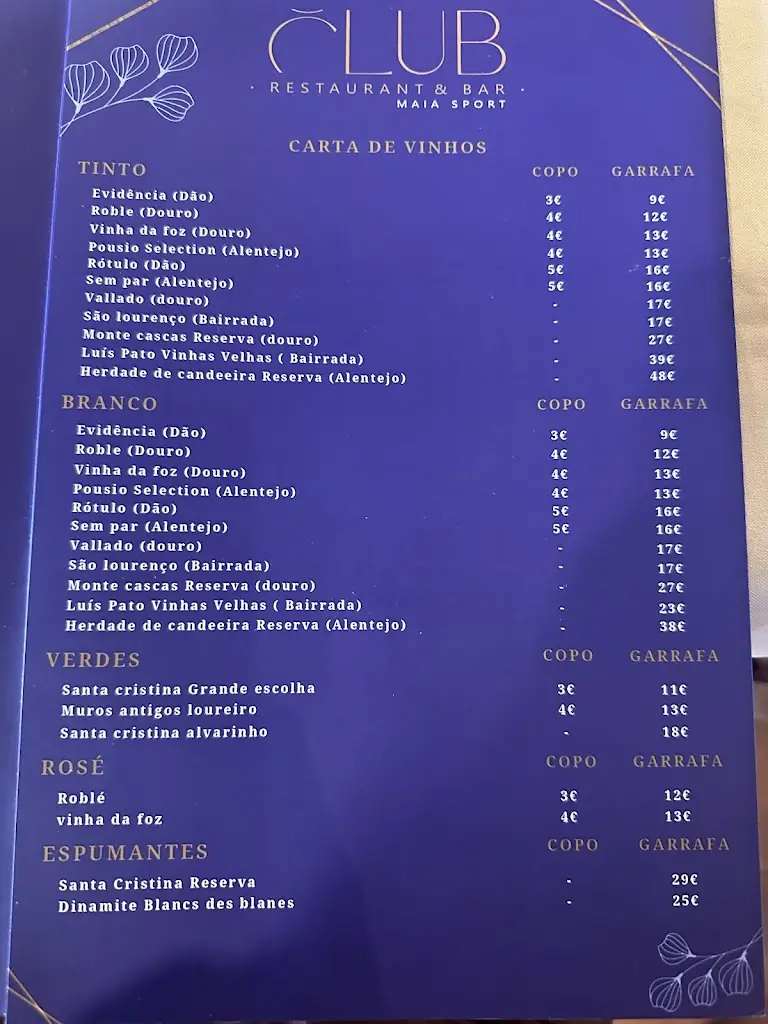 CLUB
· RESTAURANT & BAR ·
MAIA SPORT
CARTA DE VINHOS
TINTO COPO GARRAFA
Evidência (Dão) 3€ 9€
Roble (Douro) 4€ 12€
Vinha da foz (Douro) 4€ 13€
Pousio Selection (Alentejo) 4€ 13€
Rótulo (Dão) 5€ 16€
Sem par (Alentejo) 5€ 16€
Vallado (douro) - 17€
São lourenço (Bairrada) - 17€
Monte cascas Reserva (douro) - 27€
Luís Pato Vinhas Velhas ( Bairrada) - 39€
Herdade de candeeira Reserva (Alentejo) - 48€
BRANCO COPO GARRAFA
Evidência (Dão) 3€ 9€
Roble (Douro) 4€ 12€
Vinha da foz (Douro) 4€ 13€
Pousio Selection (Alentejo) 4€ 13€
Rótulo (Dão) 5€ 16€
Sem par (Alentejo) 5€ 16€
Vallado (douro) - 17€
São lourenço (Bairrada) - 17€
Monte cascas Reserva (douro) - 27€
Luís Pato Vinhas Velhas ( Bairrada) - 23€
Herdade de candeeira Reserva (Alentejo) - 38€
VERDES COPO GARRAFA
Santa cristina Grande escolha 3€ 11€
Muros antigos loureiro 4€ 13€
Santa cristina alvarinho - 18€
ROSÉ COPO GARRAFA
Roblé 3€ 12€
vinha da foz 4€ 13€
ESPUMANTES COPO GARRAFA
Santa Cristina Reserva - 29€
Dinamite Blancs des blanes - 25€